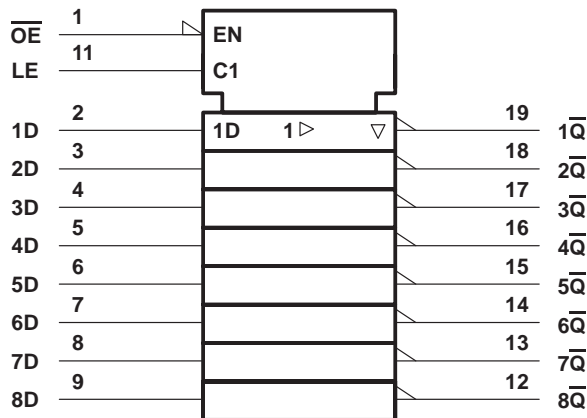 O̅E̅ 1 EN
LE 11 C1
1D 2 1D 1 19 1Q̅
2D 3 18 2Q̅
3D 4 17 3Q̅
4D 5 16 4Q̅
5D 6 15 5Q̅
6D 7 14 6Q̅
7D 8 13 7Q̅
8D 9 12 8Q̅